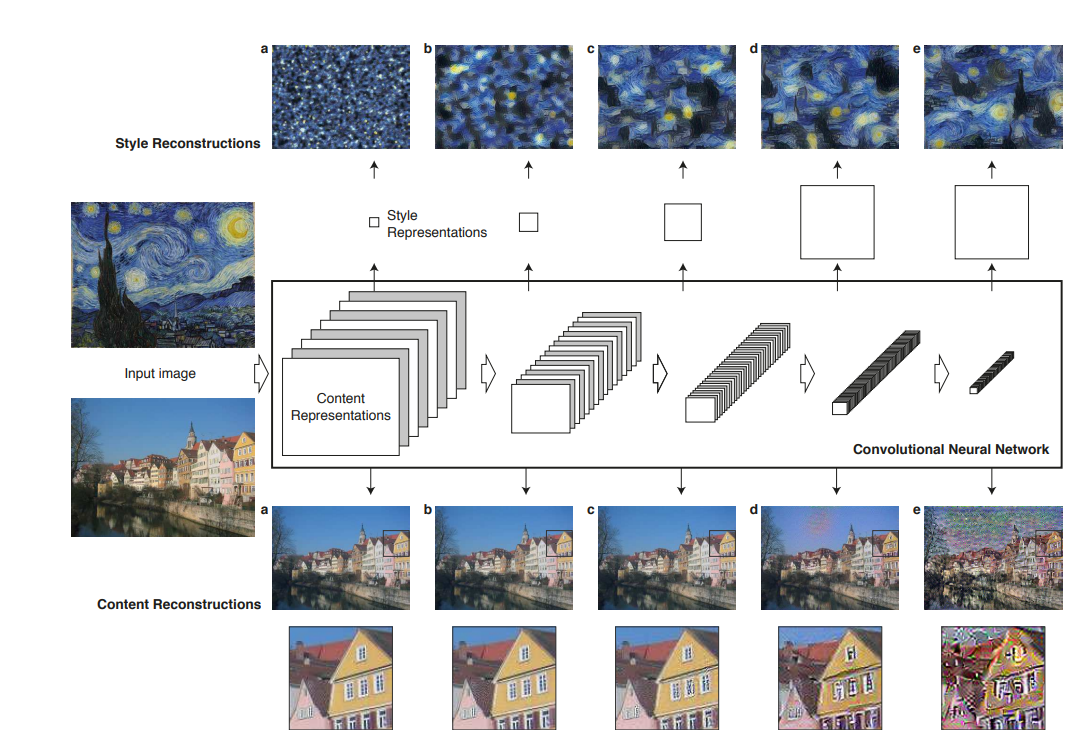 a b c d e
Style Reconstructions
Style
Representations
Input image
Content
Representations
Convolutional Neural Network
a b c d e
Content Reconstructions